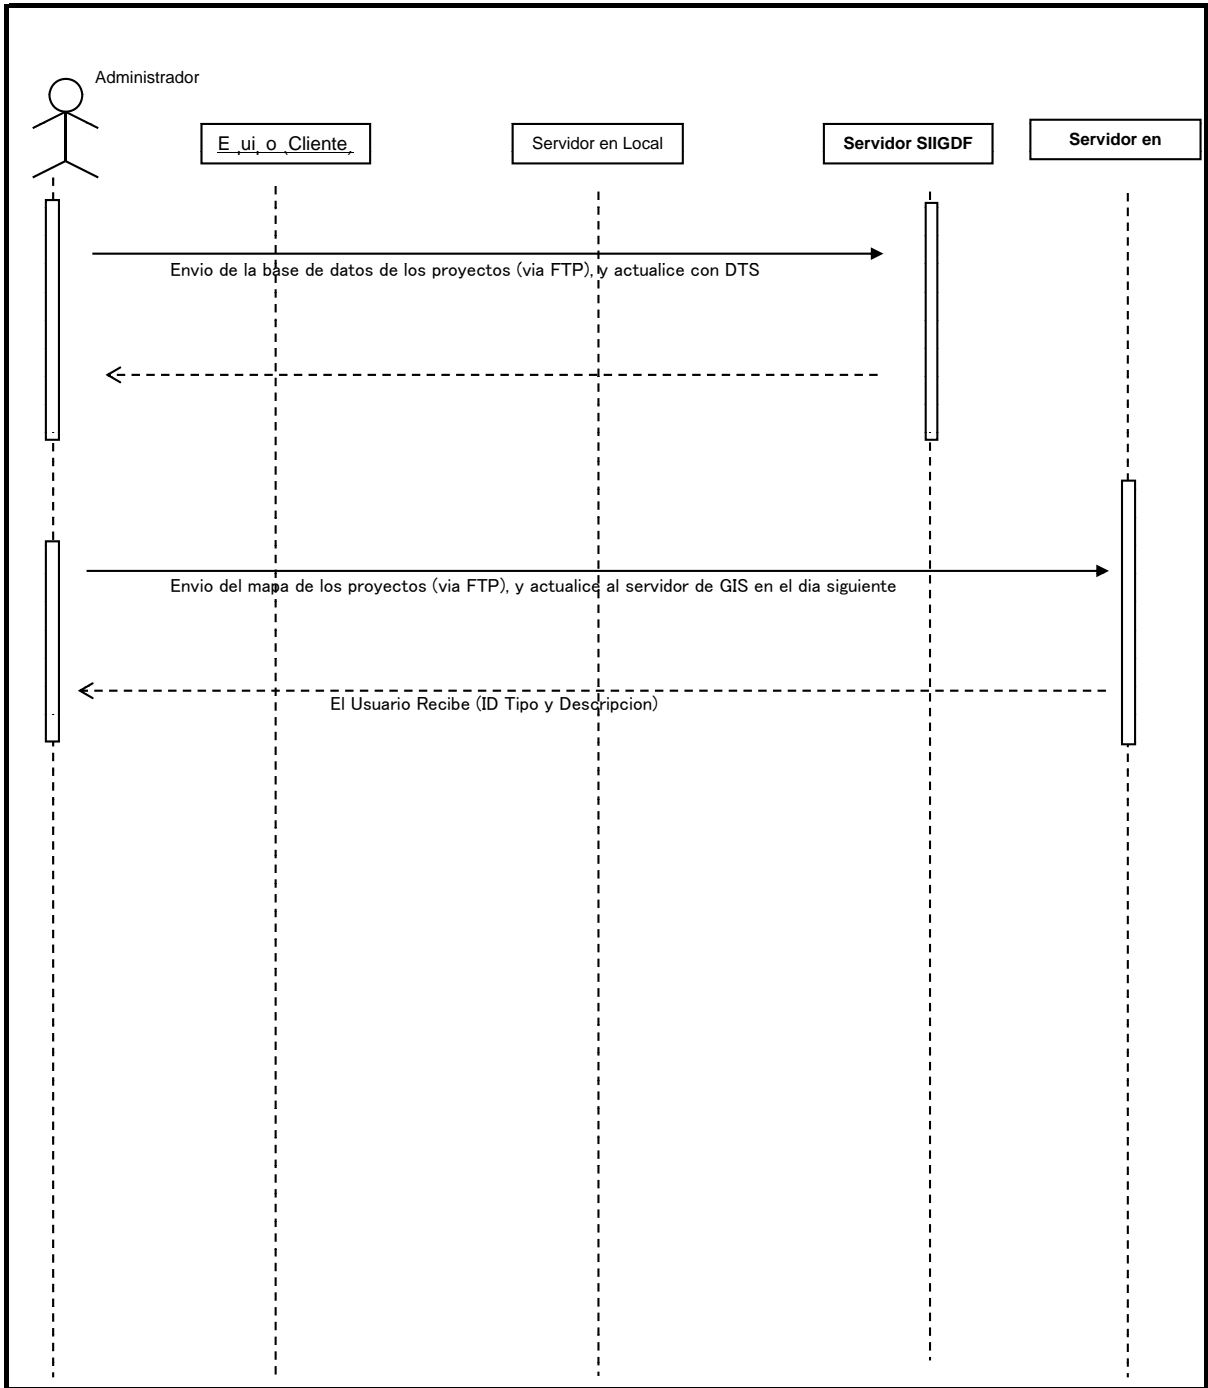 Administrador
E ui o Cliente
Servidor en Local
Servidor SIIGDF
Servidor en
Envio de la base de datos de los proyectos (via FTP), y actualice con DTS
Envio del mapa de los proyectos (via FTP), y actualice al servidor de GIS en el dia siguiente
El Usuario Recibe (ID Tipo y Descripcion)